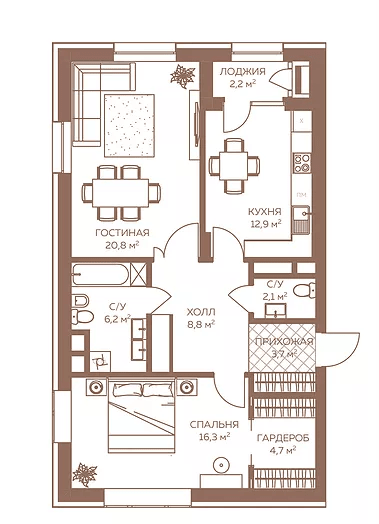 ЛОДЖИЯ
2,2 м²
Х
КУХНЯ
12,9 м²
ПМ
ГОСТИНАЯ
20,8 м²
С/У
6,2 м²
ХОЛЛ
8,8 м²
С/У
2,1 м²
ПРИХОЖАЯ
3,7 м²
СПАЛЬНЯ
16,3 м²
ГАРДЕРОБ
4,7 м²